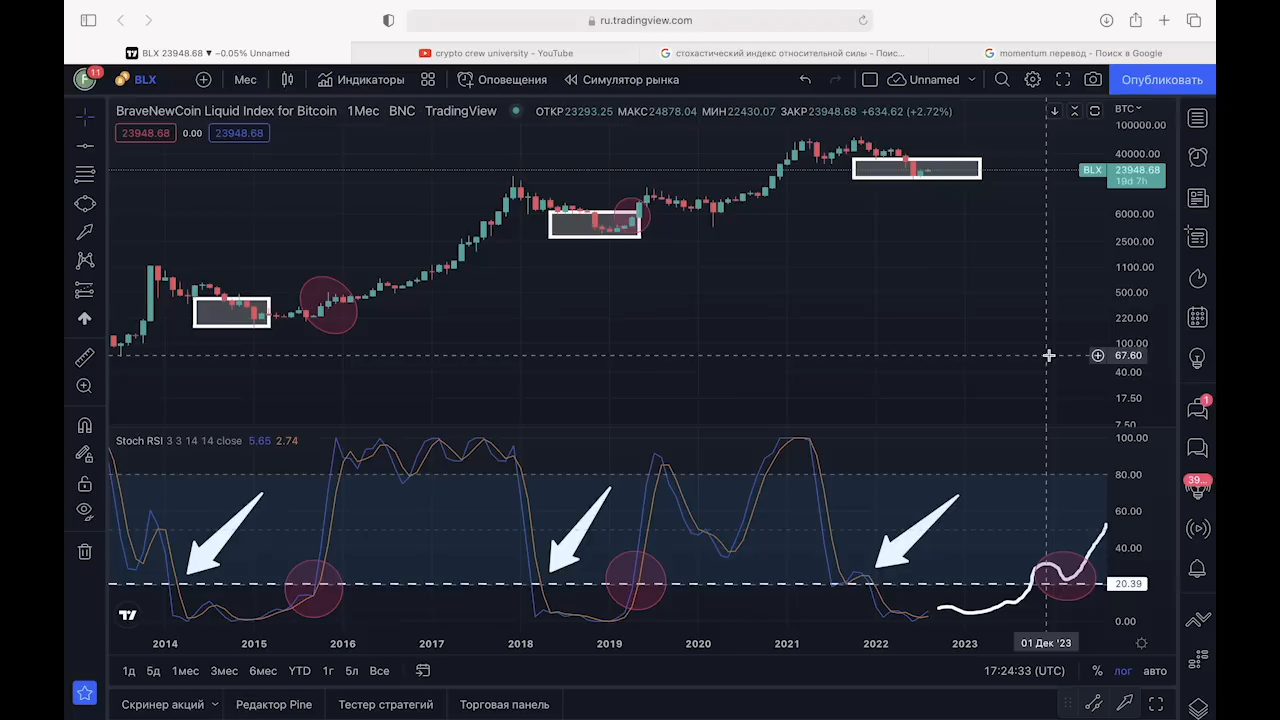 ru.tradingview.com
BLX 23948.68 ▼ −0.05% Unnamed
crypto crew university - YouTube
стохастический индекс относительной силы - Поис...
momentum перевод - Поиск в Google
F
11
BLX
Мес
Индикаторы
Оповещения
Симулятор рынка
Unnamed
Опубликовать
BraveNewCoin Liquid Index for Bitcoin 1Мес BNC TradingView
ОТКР23293.25 МАКС24878.04 МИН22430.07 ЗАКР23948.68 +634.62 (+2.72%)
BTC
23948.68 0.00 23948.68
100000.00
40000.00
BLX 23948.68
19d 7h
6000.00
2500.00
1100.00
500.00
220.00
100.00
67.60
40.00
17.50
7.50
Stoch RSI 3 3 14 14 close 5.65 2.74
100.00
80.00
60.00
40.00
20.39
0.00
1
39...
2014 2015 2016 2017 2018 2019 2020 2021 2022 2023 01 Дек '23
1д 5д 1мес 3мес 6мес YTD 1г 5л Все
17:24:33 (UTC) % лог авто
Скринер акций Редактор Pine Тестер стратегий Торговая панель